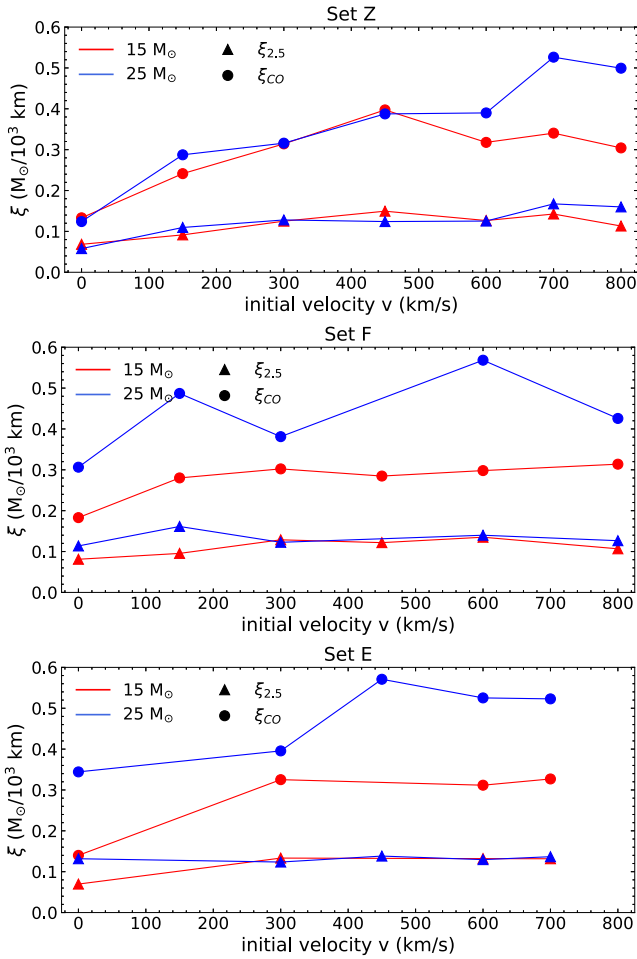 Set Z
15 M⊙ ξ2.5
25 M⊙ ξCO
ξ (M⊙/10³ km)
0.6
0.5
0.4
0.3
0.2
0.1
0.0
0 100 200 300 400 500 600 700 800
initial velocity v (km/s)
Set F
15 M⊙ ξ2.5
25 M⊙ ξCO
ξ (M⊙/10³ km)
0.6
0.5
0.4
0.3
0.2
0.1
0.0
0 100 200 300 400 500 600 700 800
initial velocity v (km/s)
Set E
15 M⊙ ξ2.5
25 M⊙ ξCO
ξ (M⊙/10³ km)
0.6
0.5
0.4
0.3
0.2
0.1
0.0
0 100 200 300 400 500 600 700 800
initial velocity v (km/s)